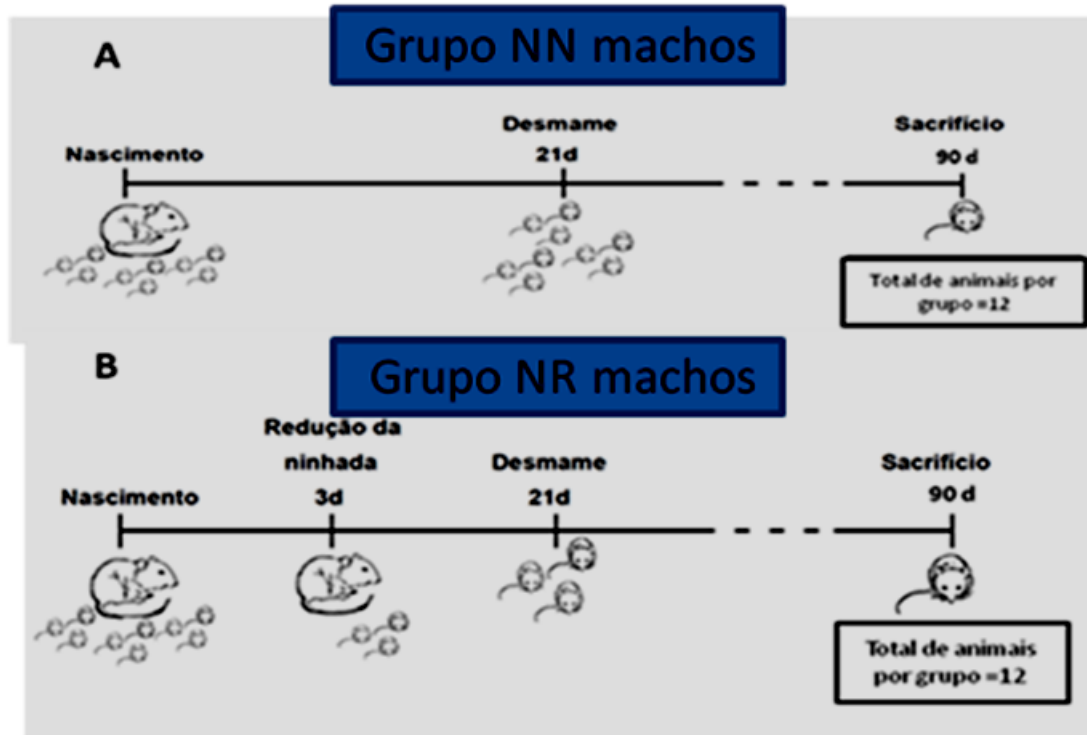 A
Grupo NN machos
Desmame
Sacrifício
Nascimento
21d
90 d
Total de animais por
grupo =12
B
Grupo NR machos
Redução da
ninhada
Desmame
Sacrifício
Nascimento
3d
21d
90 d
Total de animais
por grupo =12